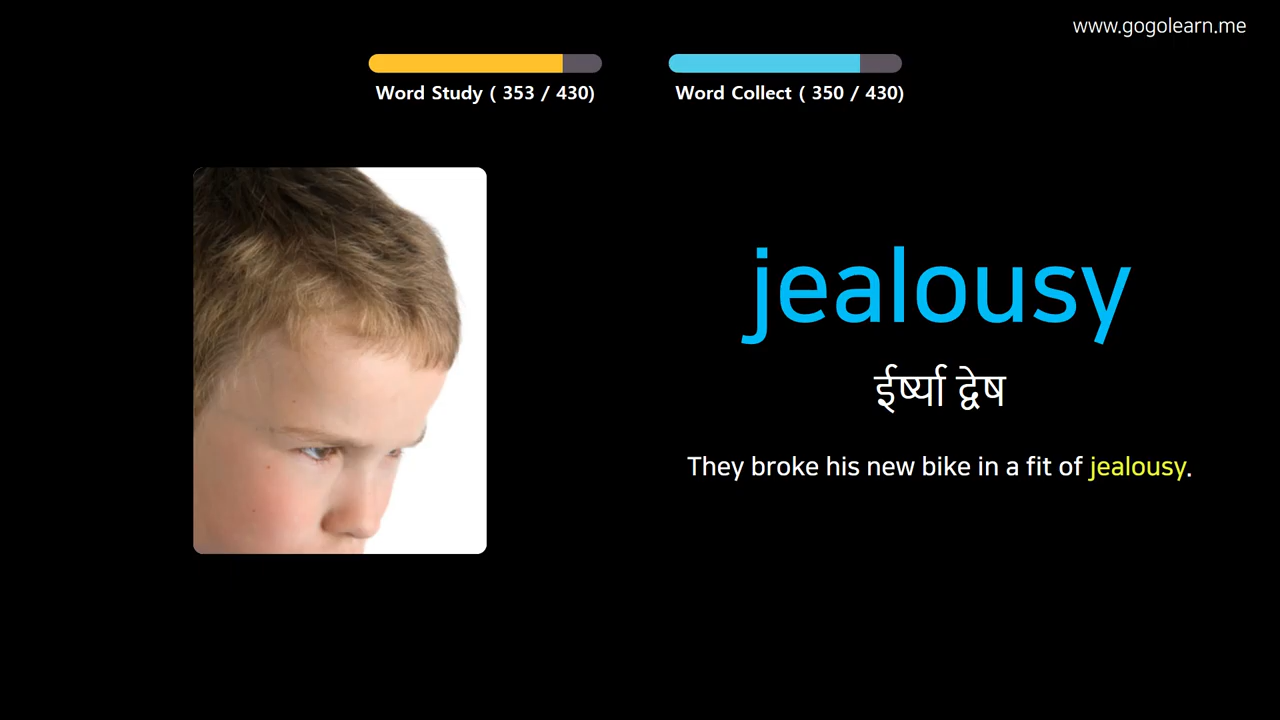 www.gogolearn.me
Word Study ( 353 / 430)
Word Collect ( 350 / 430)
jealousy
ईर्ष्या द्वेष
They broke his new bike in a fit of jealousy.